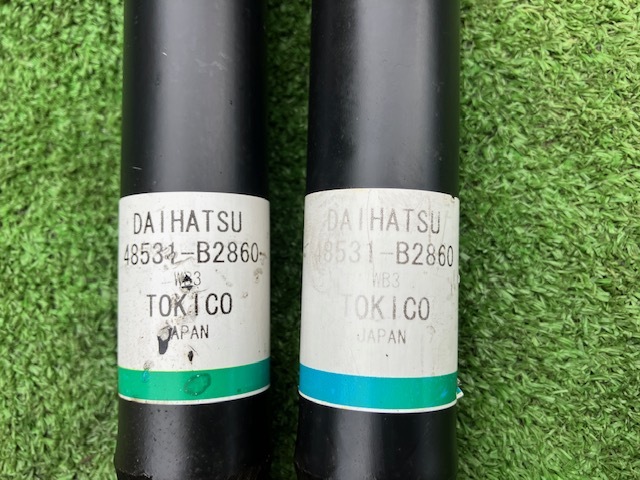 DAIHATSU
48531-B2860
WB3
TOKICO
JAPAN
DAIHATSU
48531-B2860
WB3
TOKICO
JAPAN